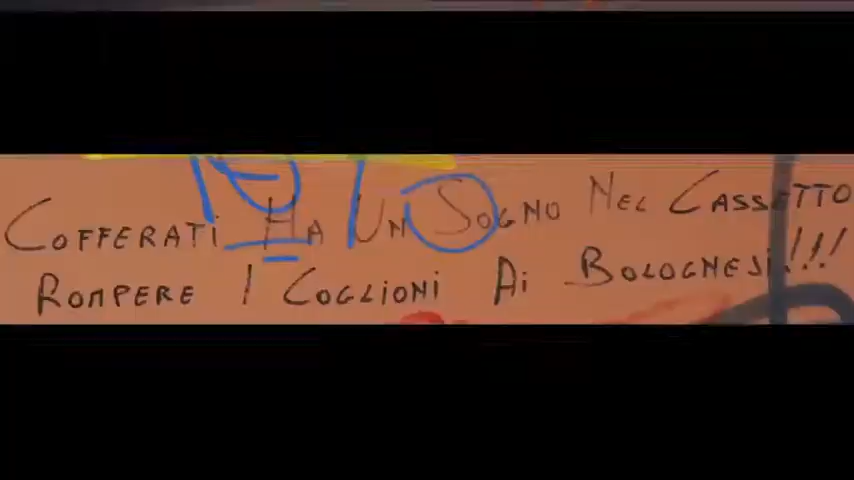 COFFERATI HA UN SOGNO NEL CASSETTO
ROMPERE I COGLIONI AI BOLOGNESI!!!